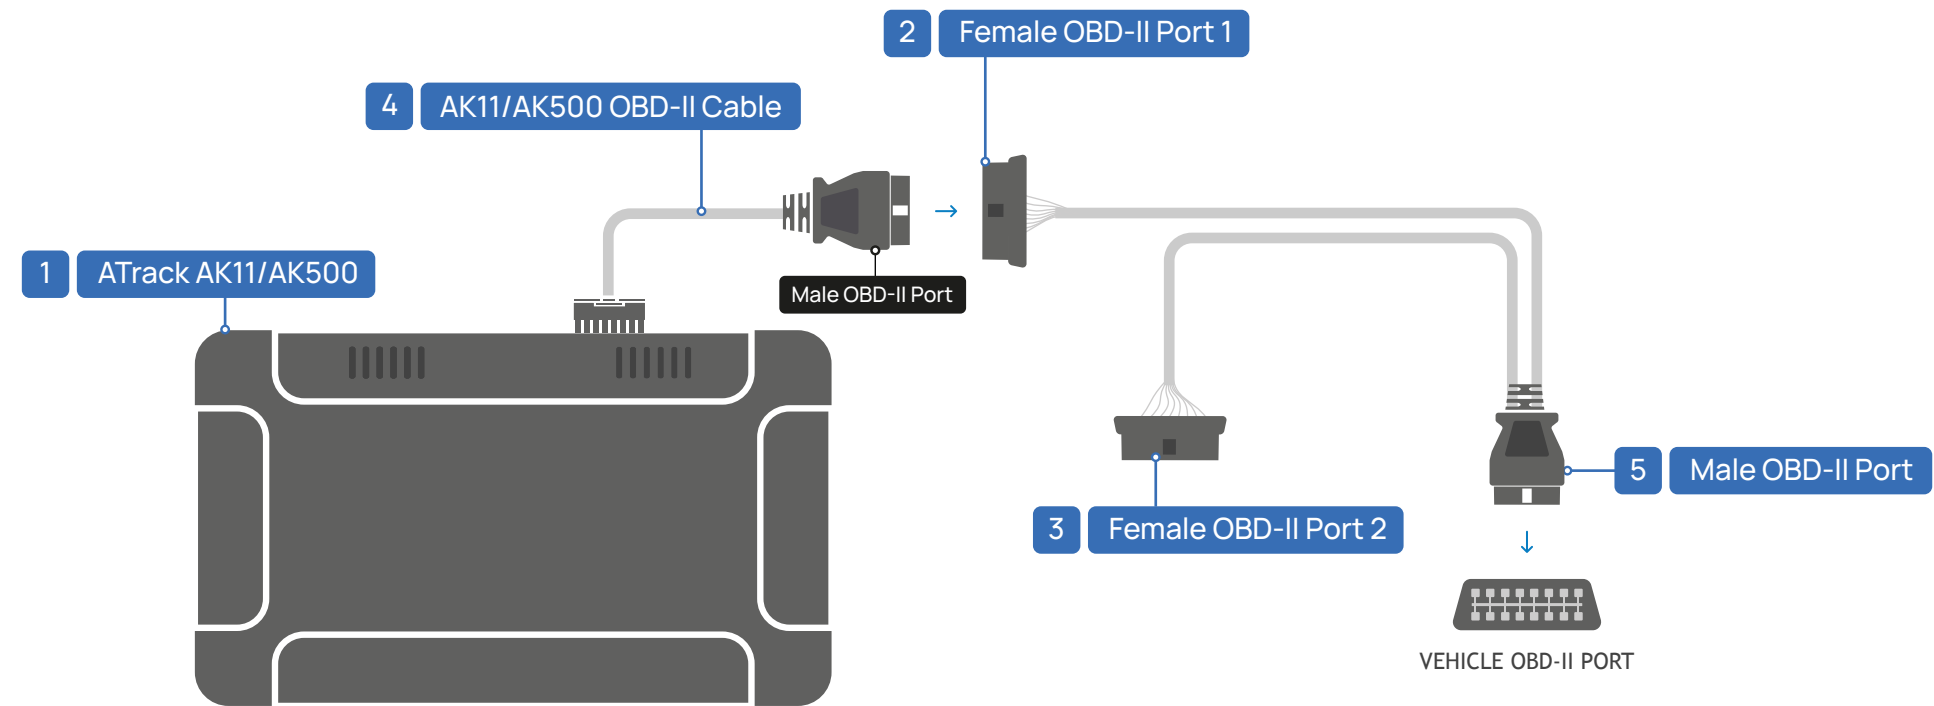 2 Female OBD-II Port 1
4 AK11/AK500 OBD-II Cable
1 ATrack AK11/AK500
Male OBD-II Port
5 Male OBD-II Port
3 Female OBD-II Port 2
VEHICLE OBD-II PORT